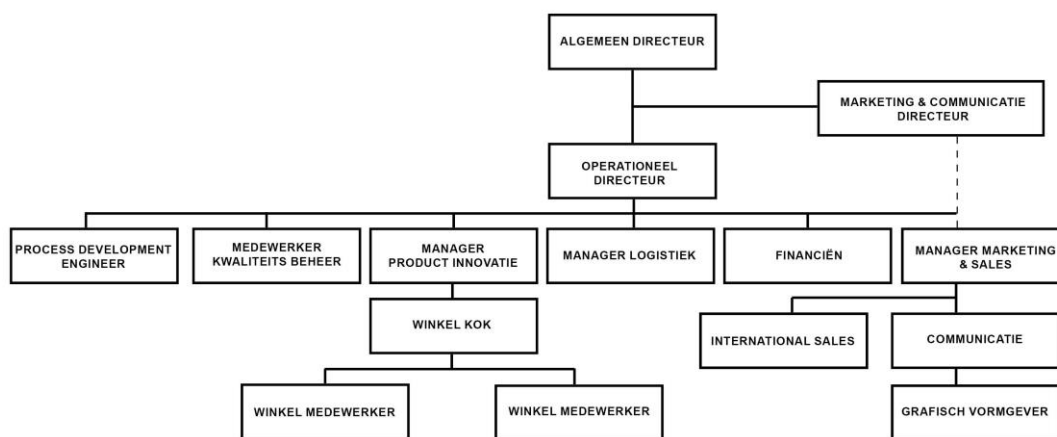 ALGEMEEN DIRECTEUR
MARKETING & COMMUNICATIE
DIRECTEUR
OPERATIONEEL
DIRECTEUR
PROCESS DEVELOPMENT
ENGINEER
MEDEWERKER
KWALITEITS BEHEER
MANAGER
PRODUCT INNOVATIE
MANAGER LOGISTIEK
FINANCIËN
MANAGER MARKETING
& SALES
WINKEL KOK
INTERNATIONAL SALES
COMMUNICATIE
WINKEL MEDEWERKER
WINKEL MEDEWERKER
GRAFISCH VORMGEVER